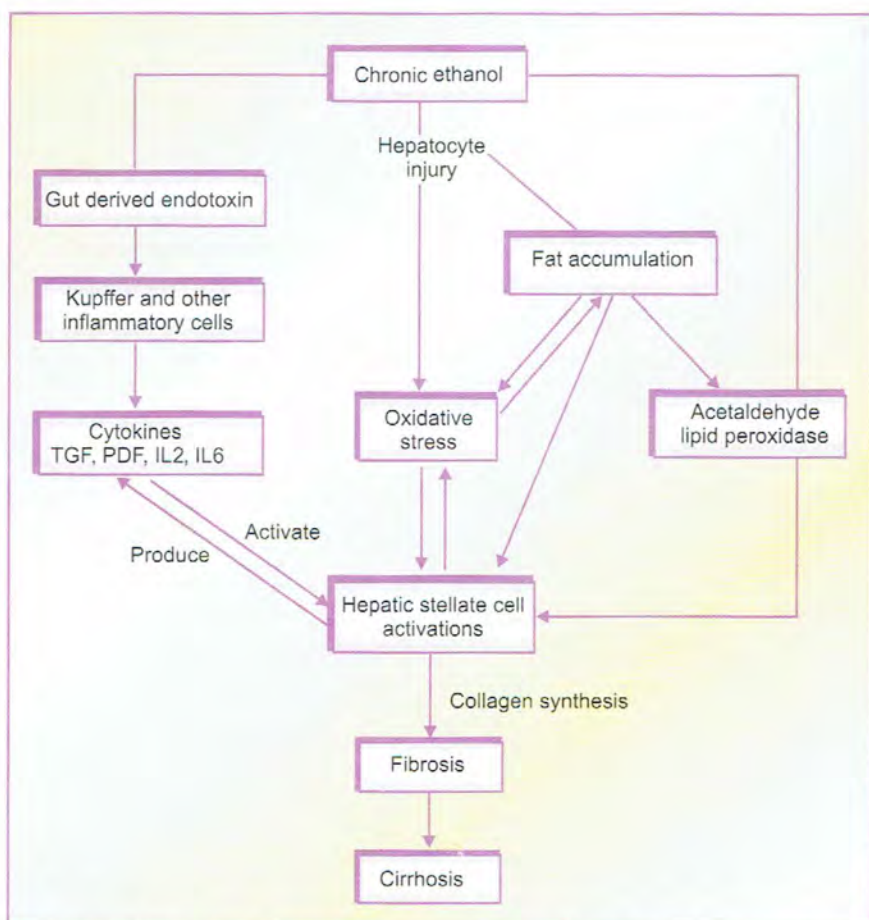 Chronic ethanol
Hepatocyte
injury
Gut derived endotoxin
Fat accumulation
Kupffer and other
inflammatory cells
Cytokines
TGF, PDF, IL2, IL6
Oxidative
stress
Acetaldehyde
lipid peroxidase
Activate
Produce
Hepatic stellate cell
activations
Collagen synthesis
Fibrosis
Cirrhosis